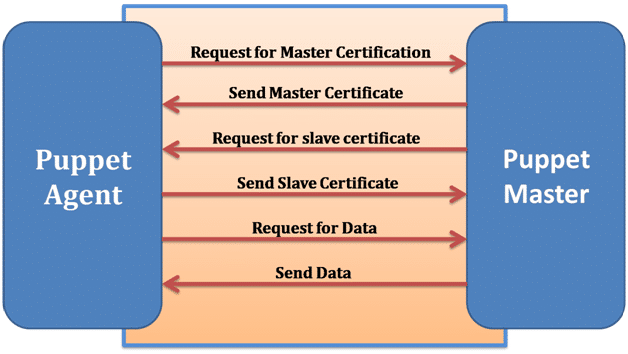 Request for Master Certification
Send Master Certificate
Request for slave certificate
Send Slave Certificate
Request for Data
Send Data
Puppet
Agent
Puppet
Master